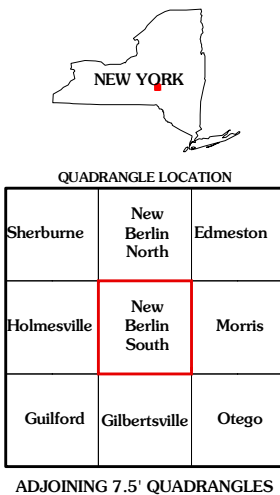 NEW YORK
QUADRANGLE LOCATION
Sherburne
New
Berlin
North
Edmeston
Holmesville
New
Berlin
South
Morris
Guilford
Gilbertsville
Otego
ADJOINING 7.5' QUADRANGLES